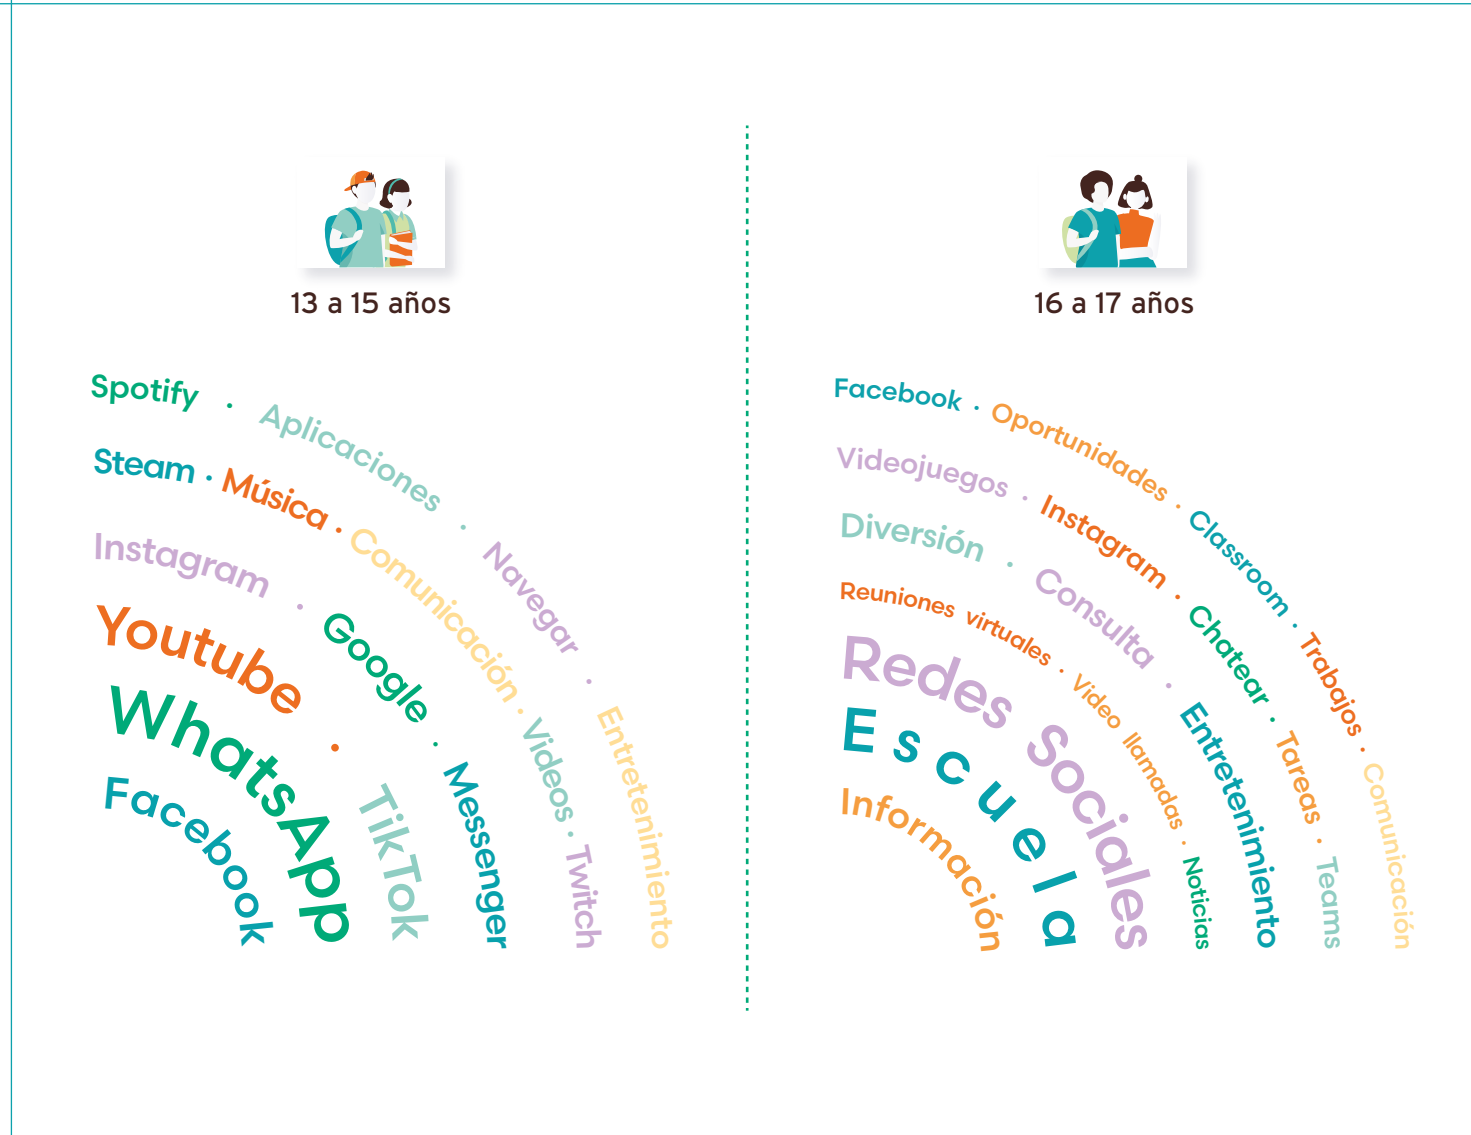 13 a 15 años
Spotify · Aplicaciones · Navegar · Entretenimiento
Steam · Música · Comunicación · Videos · Twitch
Instagram · Google · Messenger
Youtube · TikTok
WhatsApp
Facebook
16 a 17 años
Facebook · Oportunidades · Classroom · Trabajos · Comunicación
Videojuegos · Instagram · Chatear · Tareas · Teams
Diversión · Consulta · Entretenimiento
Reuniones virtuales · Video llamadas · Noticias
Redes Sociales
Escuela
Información